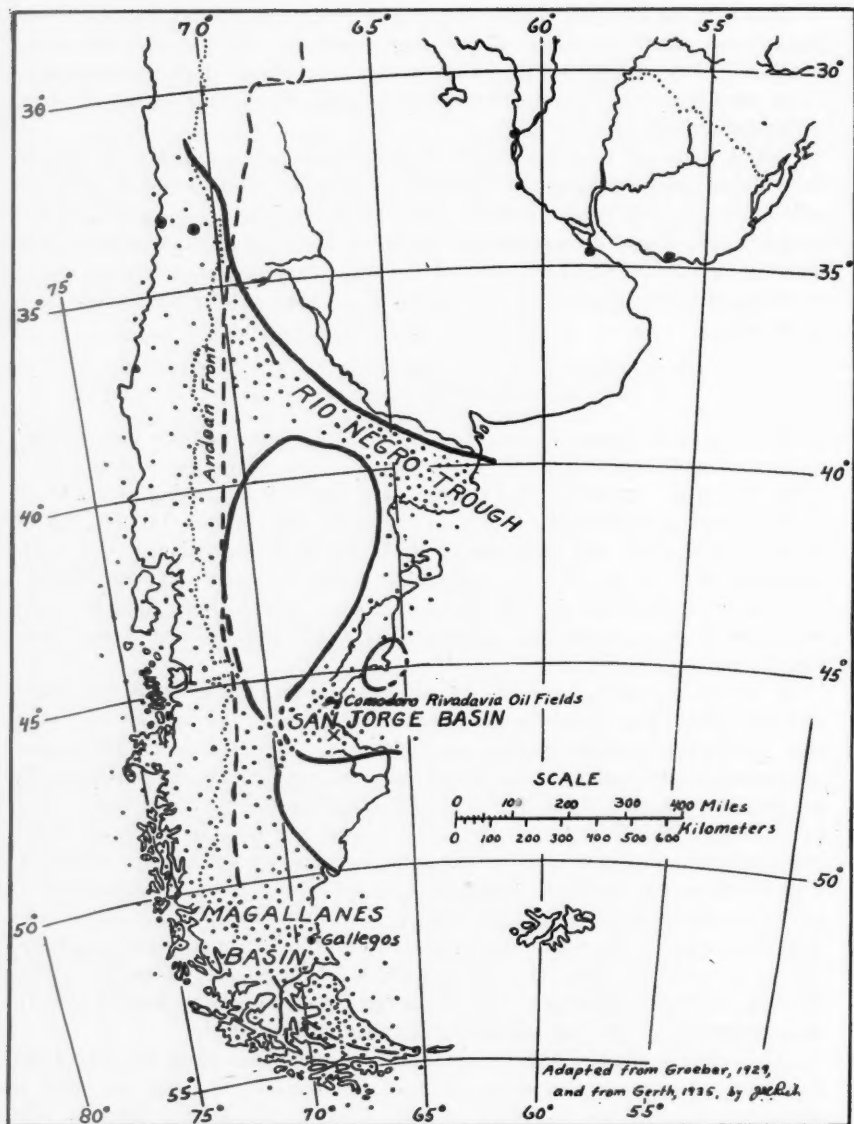 70°
65°
60°
55°
30°
30°
35°
75°
35°
Andean Front
RIO NEGRO TROUGH
40°
40°
45°
Comodoro Rivadavia Oil Fields
SAN JORGE BASIN
45°
SCALE
0 100 200 300 400 Miles
0 100 200 300 400 500 600 Kilometers
50°
MAGALLANES
50°
Gallegos
BASIN
Adapted from Groeber, 1929,
and from Gerth, 1935, by
55°
80°
75°
70°
65°
60°
55°